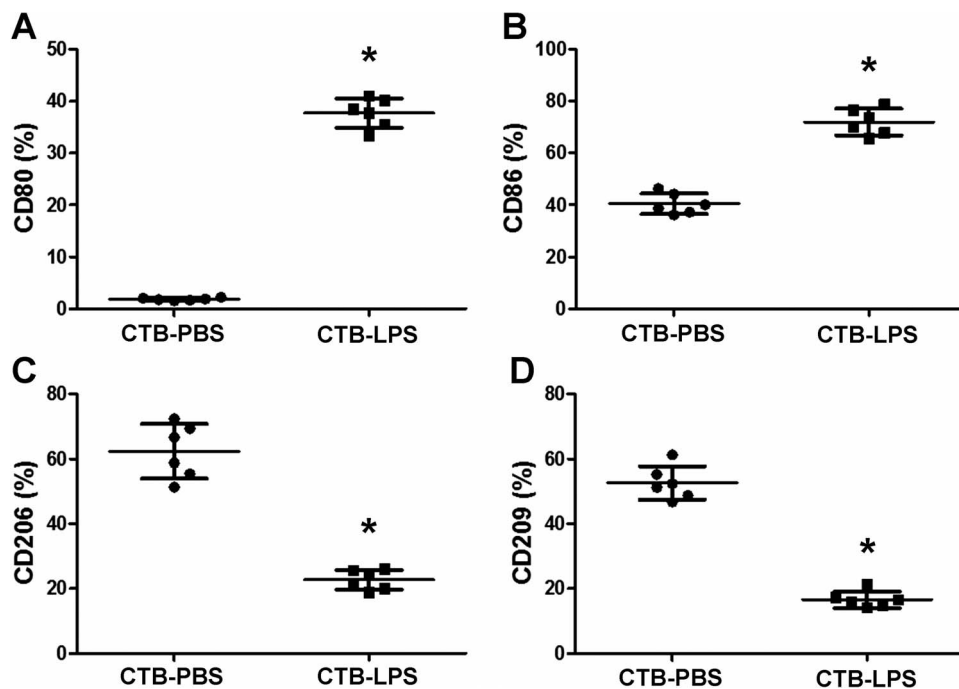 A
CD80 (%)
50
40
30
20
10
0
*
CTB-PBS CTB-LPS
B
CD86 (%)
100
80
60
40
20
0
*
CTB-PBS CTB-LPS
C
CD206 (%)
80
60
40
20
0
*
CTB-PBS CTB-LPS
D
CD209 (%)
80
60
40
20
0
*
CTB-PBS CTB-LPS